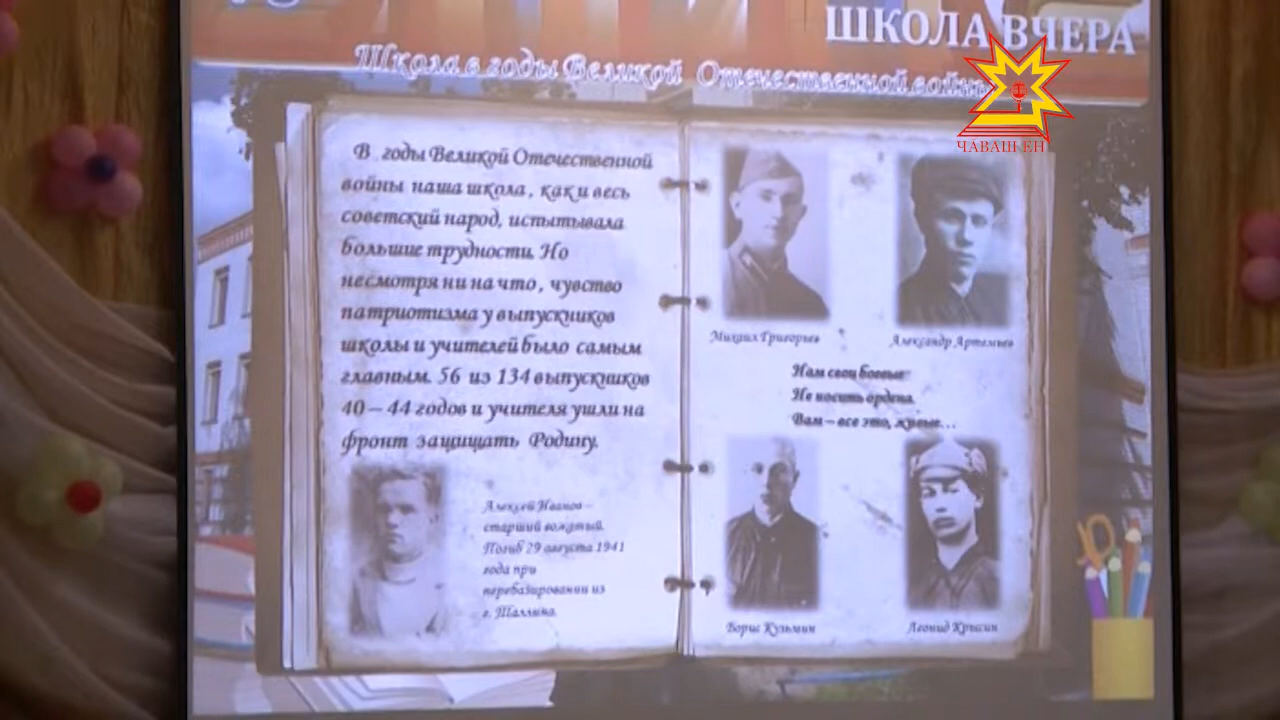 ШКОЛА ВЧЕРА
Школа в годы Великой Отечественной войны
ЧӐВАШ ЕН
В годы Великой Отечественной
войны наша школа, как и весь
советский народ, испытывала
большие трудности. Но
несмотря ни на что, чувство
патриотизма у выпускников
школы и учителей было самым
главным. 56 из 134 выпускников
40 – 44 годов и учителя ушли на
фронт защищать Родину.
Алексей Иванов –
старший вожатый.
Погиб 29 августа 1941
года при
перебазировании из
г. Таллина.
Михаил Григорьев
Александр Артемьев
Нам свои боевые
Не носить ордена.
Вам – все это, живые...
Борис Кузьмин
Леонид Крысин